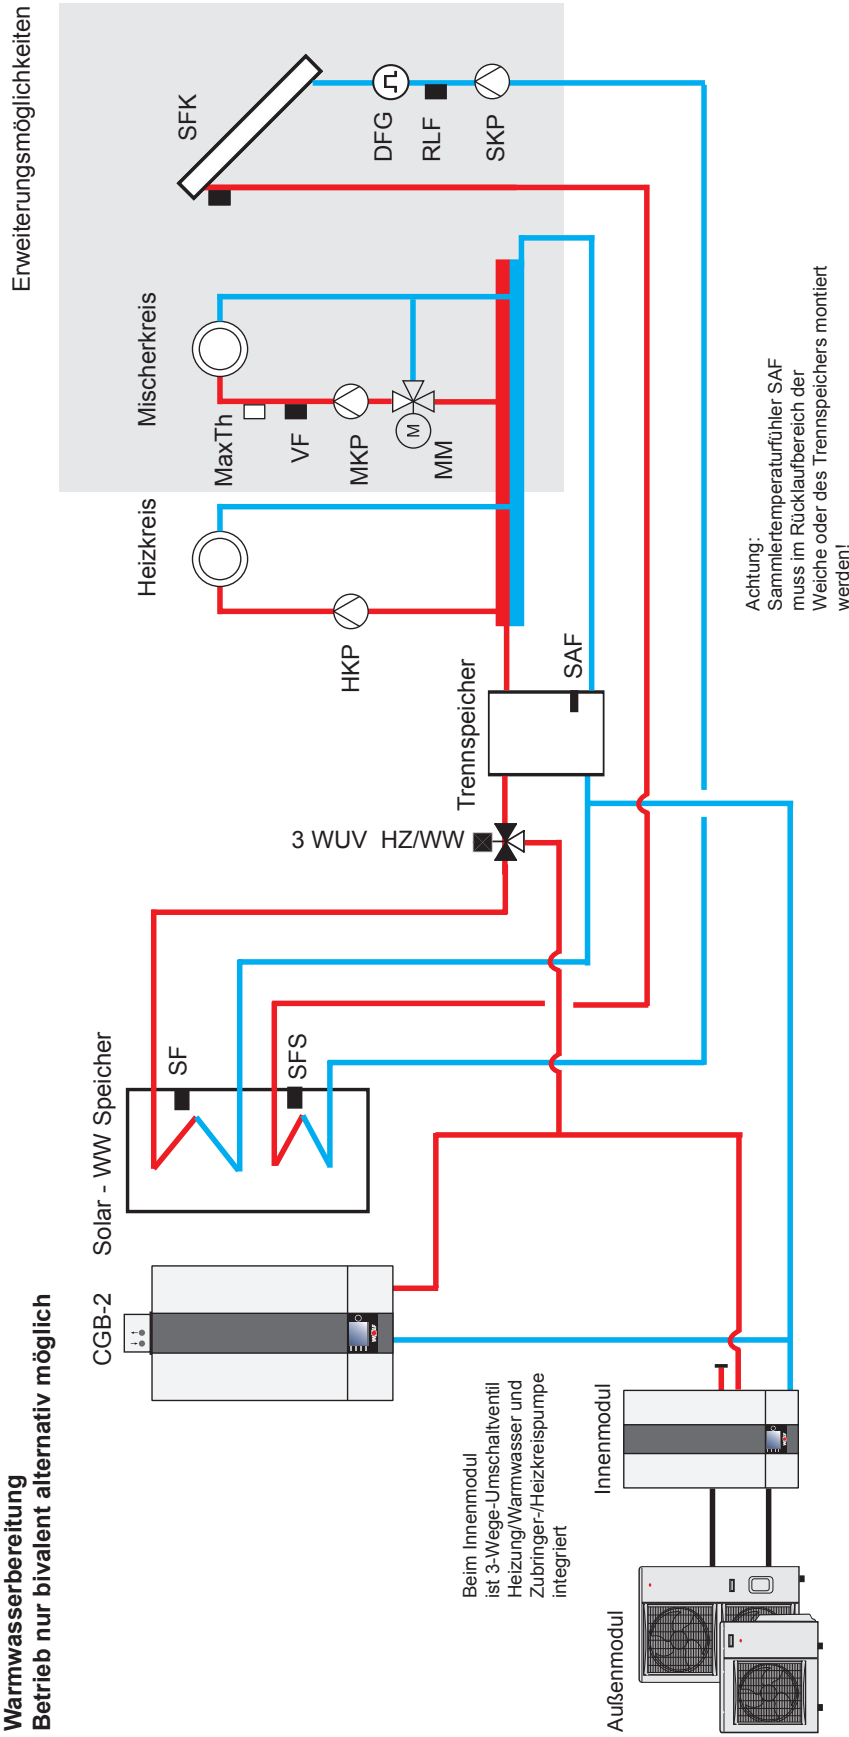 Warmwasserbereitung
Betrieb nur bivalent alternativ möglich
Erweiterungsmöglichkeiten
CGB-2
Solar - WW Speicher
SF
SFS
3 WUV HZ/WW
Trennspeicher
SAF
Heizkreis
HKP
Mischerkreis
MaxTh
VF
MKP
MM
M
SFK
DFG
RLF
SKP
Beim Innenmodul
ist 3-Wege-Umschaltventil
Heizung/Warmwasser und
Zubringer-/Heizkreispumpe
integriert
Innenmodul
Außenmodul
Achtung:
Sammlertemperaturfühler SAF
muss im Rücklaufbereich der
Weiche oder des Trennspeichers montiert
werden!